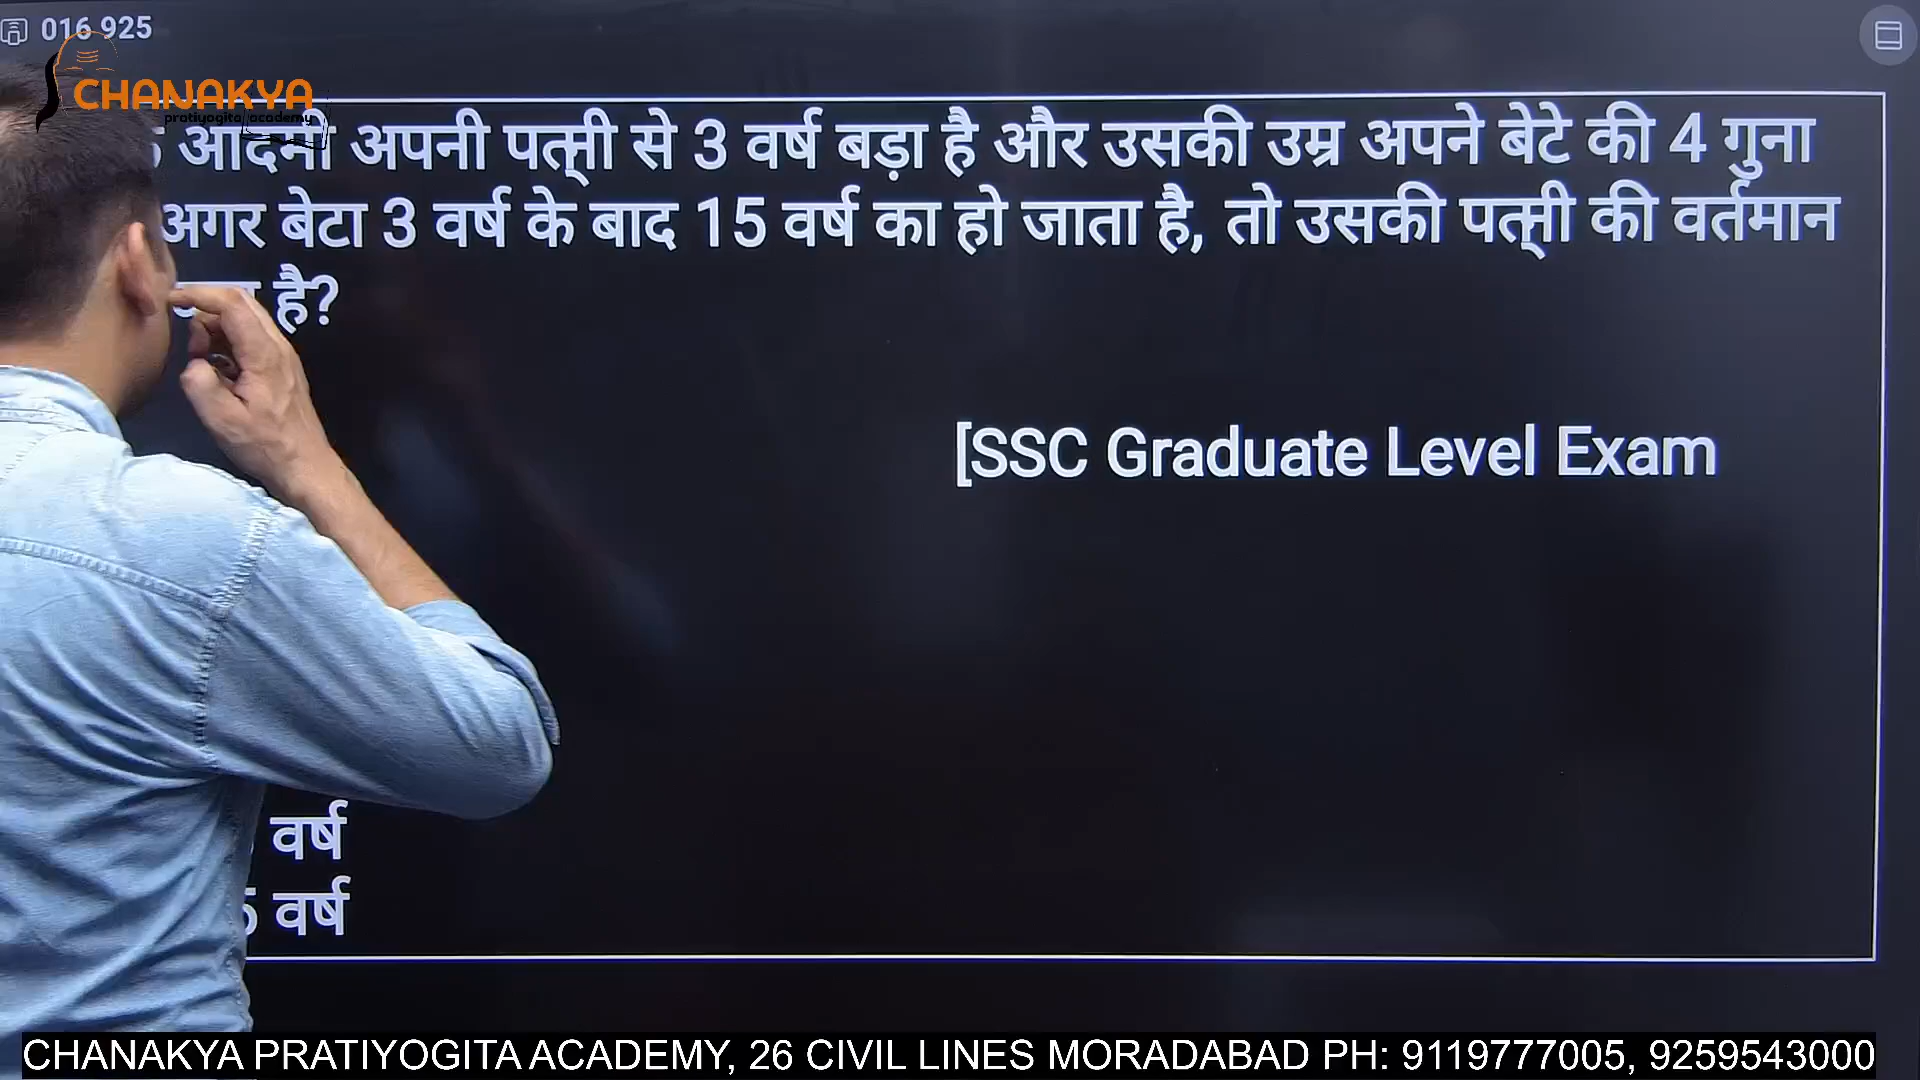 016 925
CHANAKYA
pratiyogita academy
आदमी अपनी पत्नी से 3 वर्ष बड़ा है और उसकी उम्र अपने बेटे की 4 गुना
अगर बेटा 3 वर्ष के बाद 15 वर्ष का हो जाता है, तो उसकी पत्नी की वर्तमान
है?
[SSC Graduate Level Exam
वर्ष
वर्ष
CHANAKYA PRATIYOGITA ACADEMY, 26 CIVIL LINES MORADABAD PH: 9119777005, 9259543000